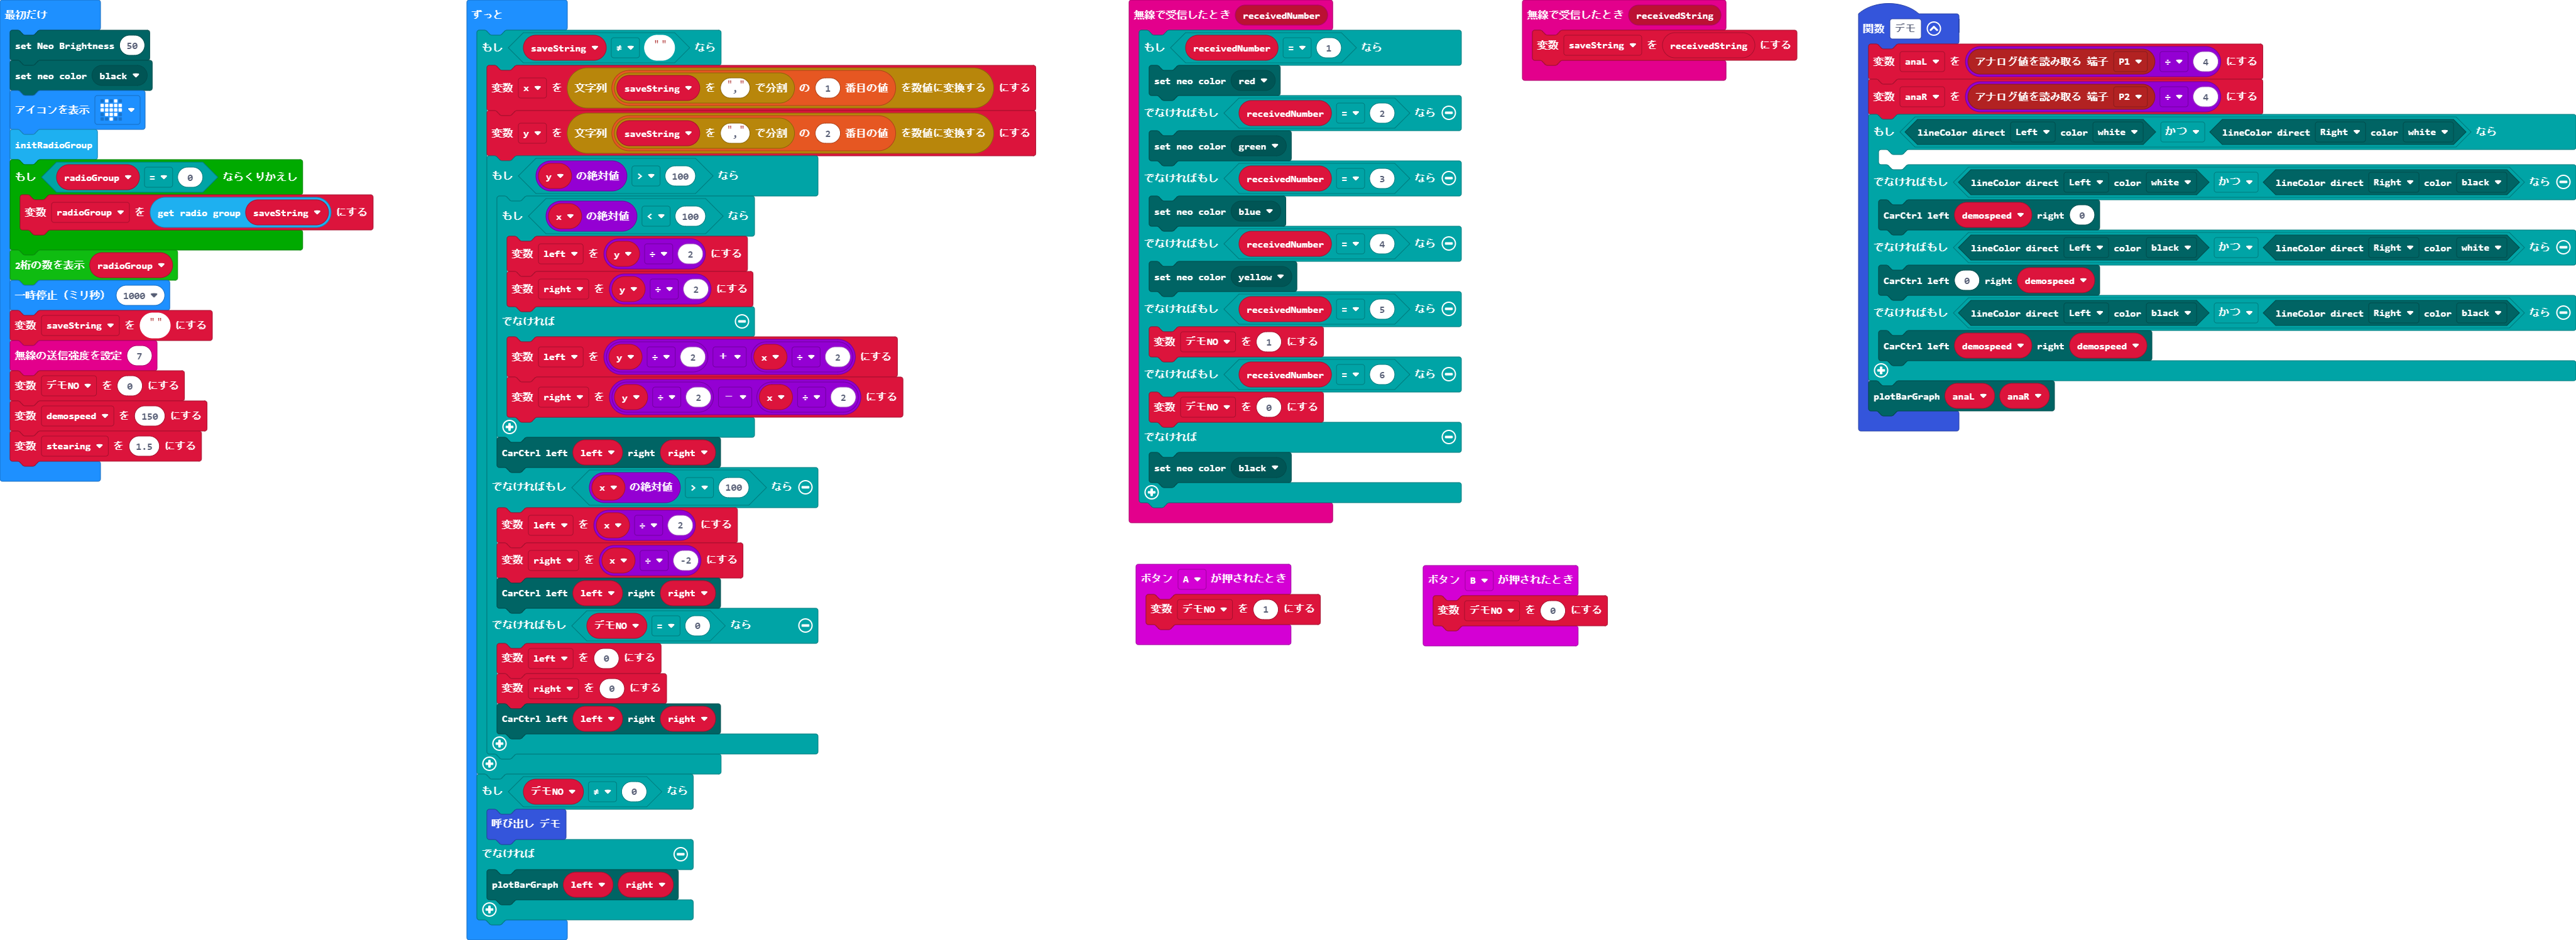 最初だけ
set Neo Brightness 50
set neo color black
アイコンを表示
initRadioGroup
もし radioGroup = 0 ならくりかえし
変数 radioGroup を get radio group saveString にする
2桁の数を表示 radioGroup
一時停止（ミリ秒） 1000
変数 saveString を " " にする
無線の送信強度を設定 7
変数 デモNO を 0 にする
変数 demospeed を 150 にする
変数 stearing を 1.5 にする
ずっと
もし saveString ≠ " " なら
変数 x を 文字列 saveString を "," で分割 の 1 番目の値 を数値に変換する にする
変数 y を 文字列 saveString を "," で分割 の 2 番目の値 を数値に変換する にする
もし y の絶対値 > 100 なら
もし x の絶対値 < 100 なら
変数 left を y ÷ 2 にする
変数 right を y ÷ 2 にする
でなければ
変数 left を y ÷ 2 + x ÷ 2 にする
変数 right を y ÷ 2 - x ÷ 2 にする
CarCtrl left left right right
でなければもし x の絶対値 > 100 なら
変数 left を x ÷ 2 にする
変数 right を x ÷ -2 にする
CarCtrl left left right right
でなければもし デモNO = 0 なら
変数 left を 0 にする
変数 right を 0 にする
CarCtrl left left right right
もし デモNO ≠ 0 なら
呼び出し デモ
でなければ
plotBarGraph left right
無線で受信したとき receivedNumber
もし receivedNumber = 1 なら
set neo color red
でなければもし receivedNumber = 2 なら
set neo color green
でなければもし receivedNumber = 3 なら
set neo color blue
でなければもし receivedNumber = 4 なら
set neo color yellow
でなければもし receivedNumber = 5 なら
変数 デモNO を 1 にする
でなければもし receivedNumber = 6 なら
変数 デモNO を 0 にする
でなければ
set neo color black
無線で受信したとき receivedString
変数 saveString を receivedString にする
ボタン A が押されたとき
変数 デモNO を 1 にする
ボタン B が押されたとき
変数 デモNO を 0 にする
関数 デモ
変数 anaL を アナログ値を読み取る 端子 P1 ÷ 4 にする
変数 anaR を アナログ値を読み取る 端子 P2 ÷ 4 にする
もし lineColor direct Left color white かつ lineColor direct Right color white なら
でなければもし lineColor direct Left color white かつ lineColor direct Right color black なら
CarCtrl left demospeed right 0
でなければもし lineColor direct Left color black かつ lineColor direct Right color white なら
CarCtrl left 0 right demospeed
でなければもし lineColor direct Left color black かつ lineColor direct Right color black なら
CarCtrl left demospeed right demospeed
plotBarGraph anaL anaR